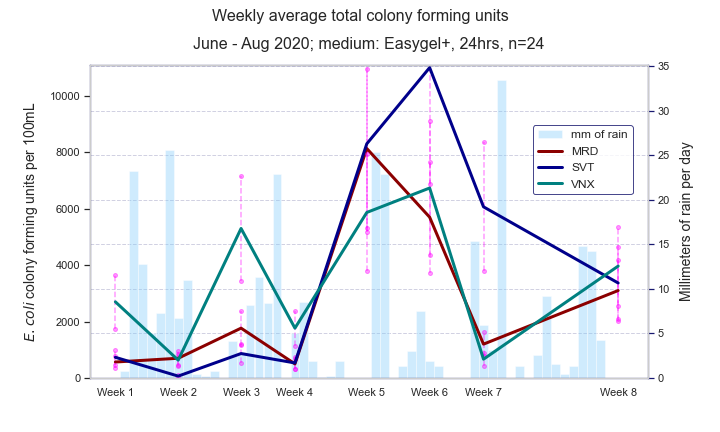 Weekly average total colony forming units
June - Aug 2020; medium: Easygel+, 24hrs, n=24
E. coli colony forming units per 100mL
10000
8000
6000
4000
2000
0
35
30
25
20
15
10
5
0
Millimeters of rain per day
mm of rain
MRD
SVT
VNX
Week 1 Week 2 Week 3 Week 4 Week 5 Week 6 Week 7 Week 8